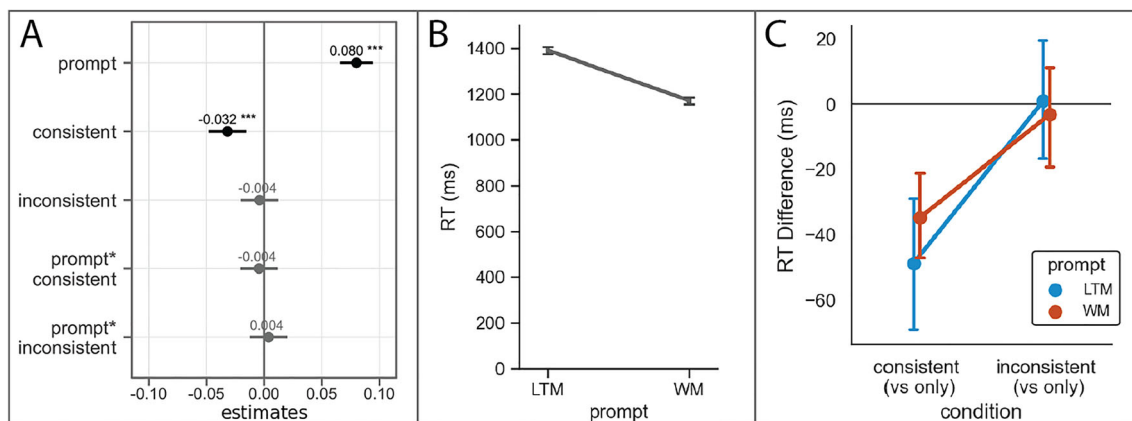 A
prompt
consistent
inconsistent
prompt*
consistent
prompt*
inconsistent
0.080 ***
-0.032 ***
-0.004
-0.004
0.004
-0.10
-0.05
0.00
0.05
0.10
estimates
B
RT (ms)
1400
1200
1000
800
600
400
200
0
LTM
WM
prompt
C
RT Difference (ms)
20
0
−20
−40
−60
prompt
LTM
WM
consistent
(vs only)
inconsistent
(vs only)
condition